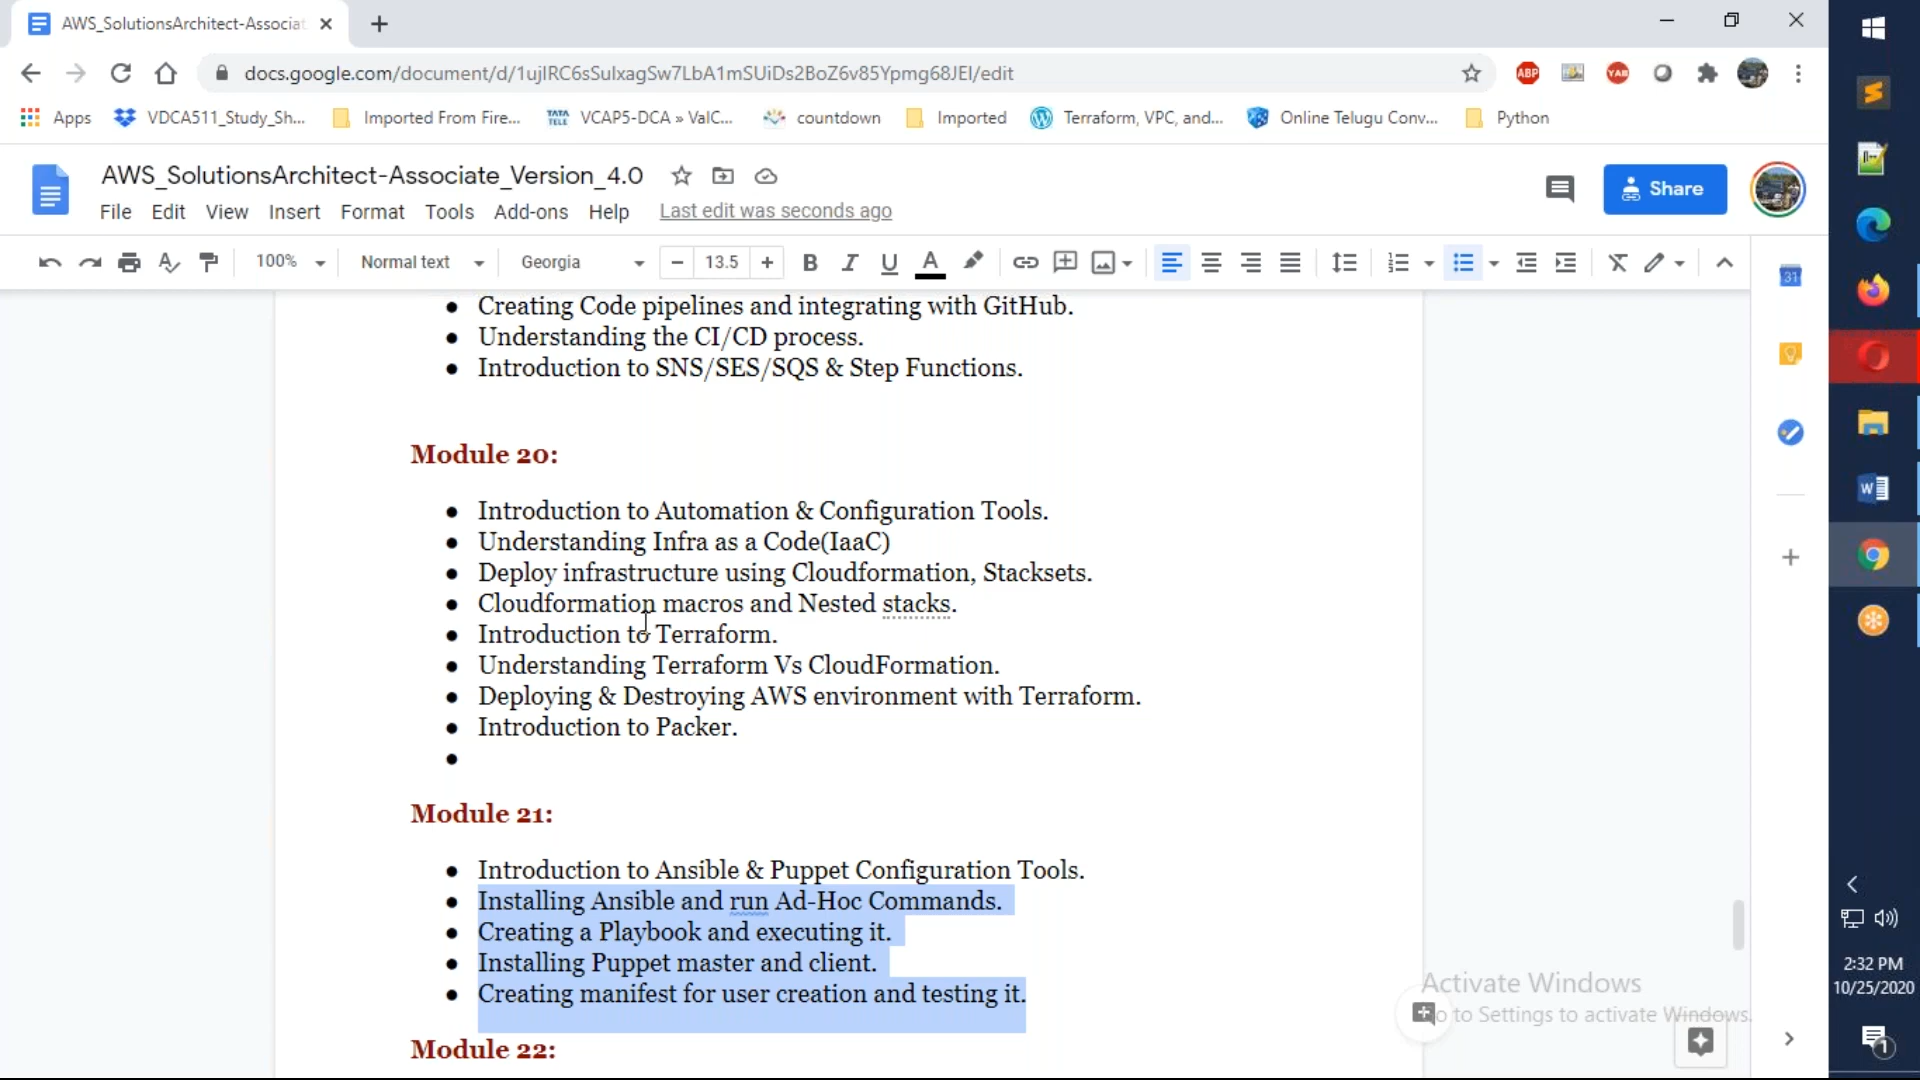 AWS_SolutionsArchitect-Associat
docs.google.com/document/d/1ujIRC6sSulxagSw7LbA1mSUiDs2BoZ6v85Ypmg68JEI/edit
ABP
YAB
Apps
VDCA511_Study_Sh...
Imported From Fire...
TATA TELE
VCAP5-DCA » ValC...
countdown
Imported
Terraform, VPC, and...
Online Telugu Conv...
Python
AWS_SolutionsArchitect-Associate_Version_4.0
Share
File Edit View Insert Format Tools Add-ons Help Last edit was seconds ago
100% Normal text Georgia 13.5 B I U A
31
● Creating Code pipelines and integrating with GitHub.
● Understanding the CI/CD process.
● Introduction to SNS/SES/SQS & Step Functions.
Module 20:
● Introduction to Automation & Configuration Tools.
● Understanding Infra as a Code(IaaC)
● Deploy infrastructure using Cloudformation, Stacksets.
● Cloudformation macros and Nested stacks.
● Introduction to Terraform.
● Understanding Terraform Vs CloudFormation.
● Deploying & Destroying AWS environment with Terraform.
● Introduction to Packer.
●
Module 21:
● Introduction to Ansible & Puppet Configuration Tools.
● Installing Ansible and run Ad-Hoc Commands.
● Creating a Playbook and executing it.
● Installing Puppet master and client.
● Creating manifest for user creation and testing it.
Module 22:
Activate Windows
o to Settings to activate Windows.
2:32 PM
10/25/2020
1